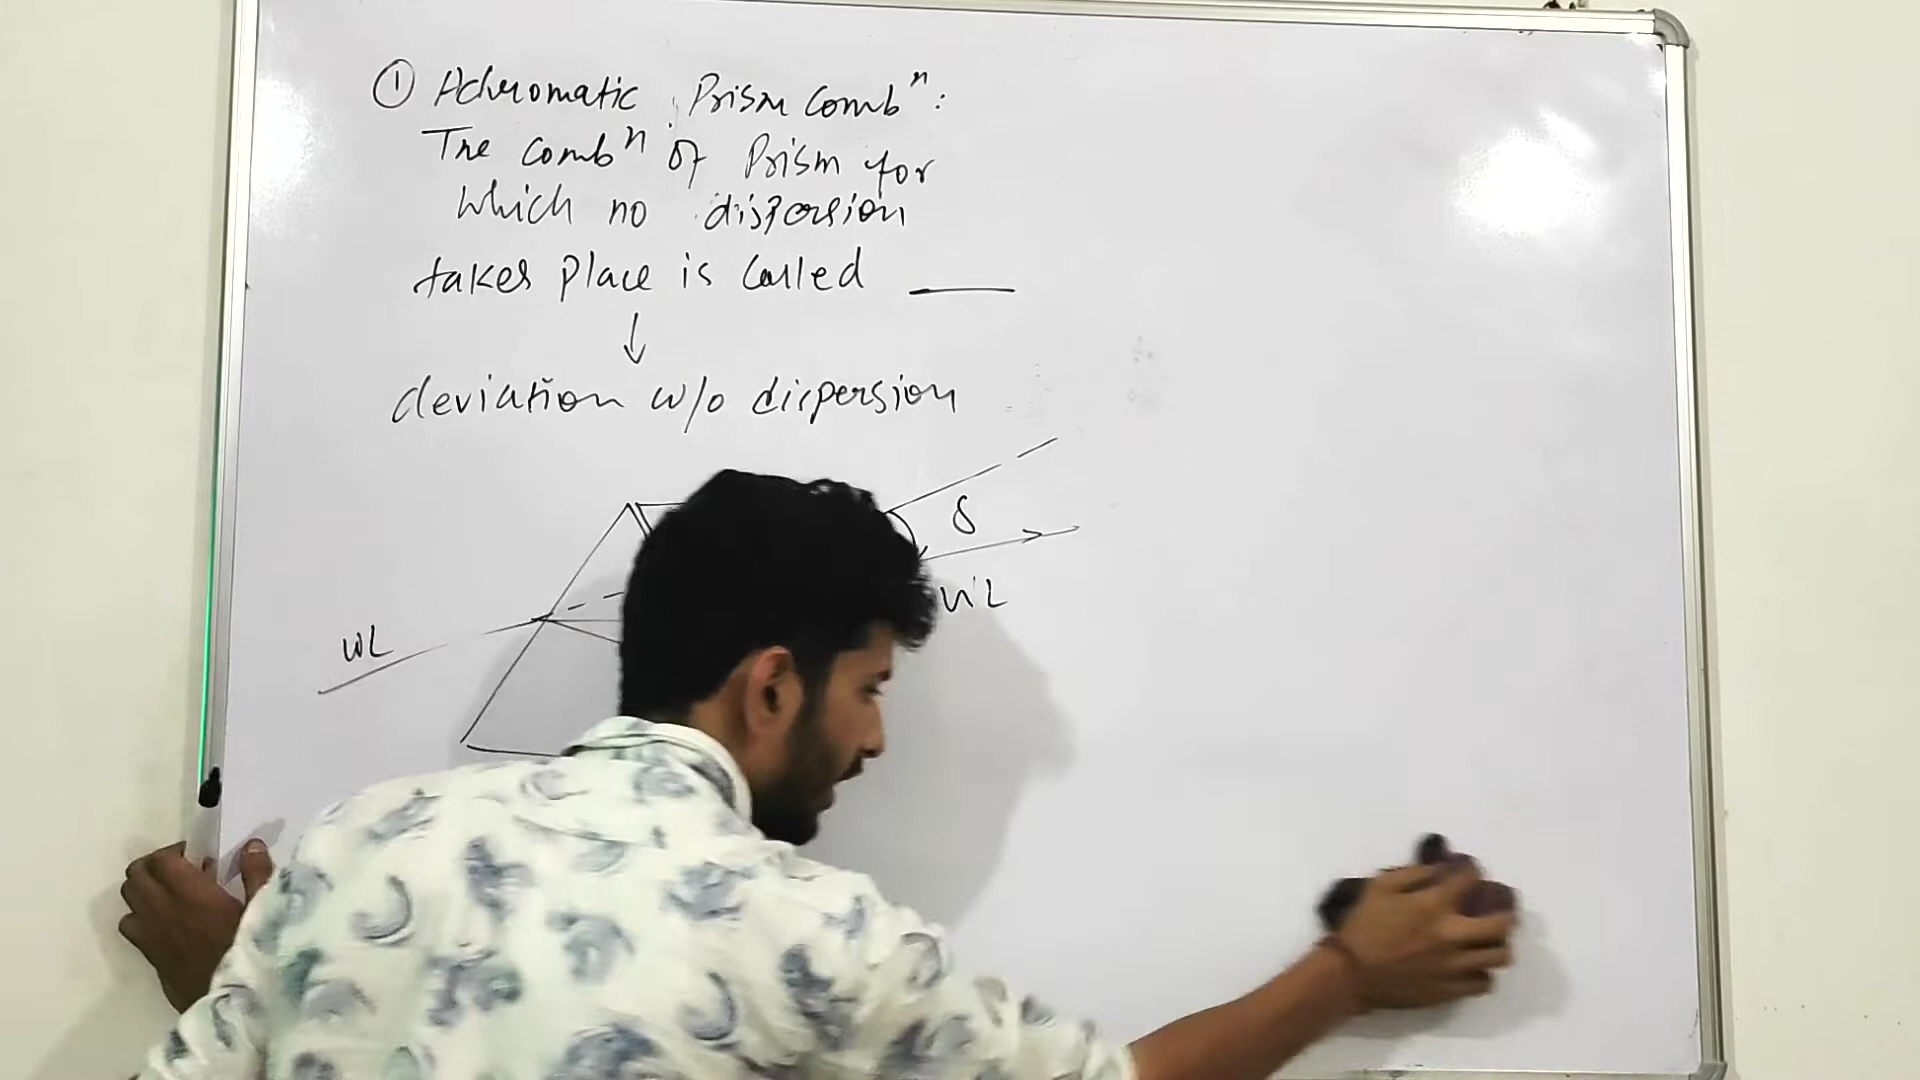 ① Achromatic Prism Combⁿ:
The combⁿ of Prism for
which no dispersion
takes place is called ____
↓
deviation w/o dispersion
δ
WL
WL